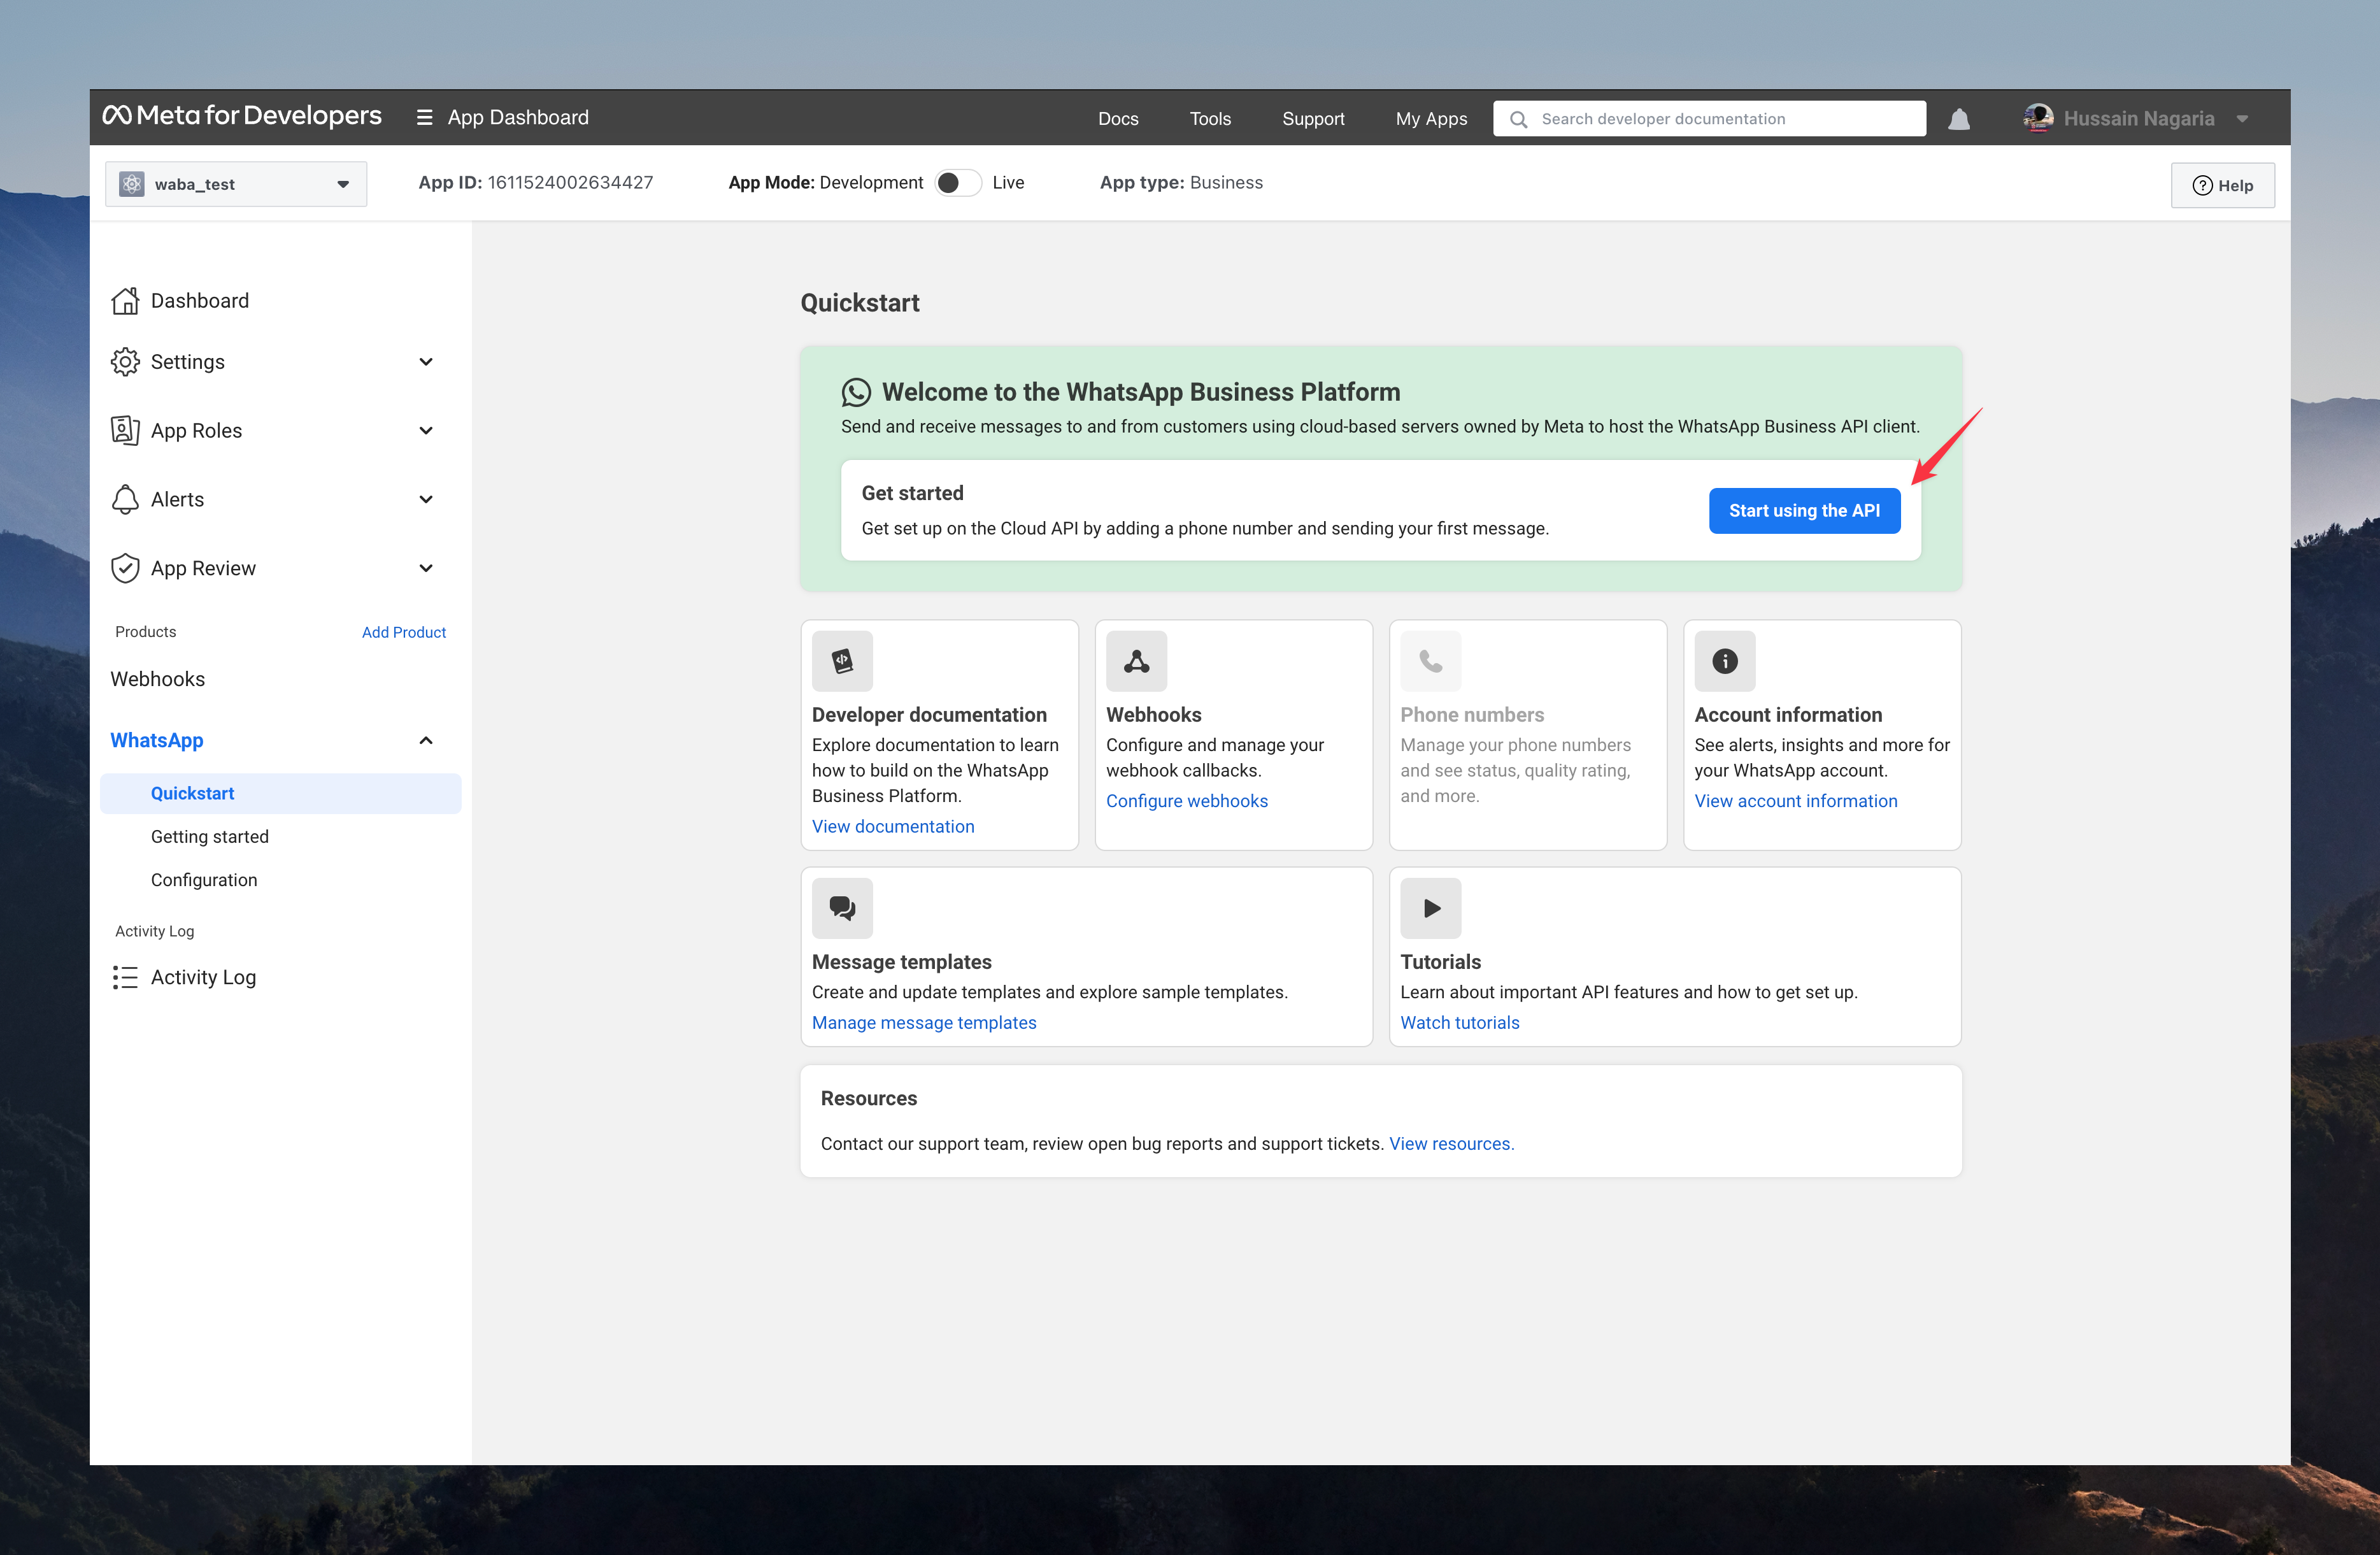 Meta for Developers
App Dashboard
Docs
Tools
Support
My Apps
Search developer documentation
Hussain Nagaria
waba_test
App ID: 1611524002634427
App Mode: Development
Live
App type: Business
Help
Dashboard
Settings
App Roles
Alerts
App Review
Products
Add Product
Webhooks
WhatsApp
Quickstart
Getting started
Configuration
Activity Log
Activity Log
Quickstart
Welcome to the WhatsApp Business Platform
Send and receive messages to and from customers using cloud-based servers owned by Meta to host the WhatsApp Business API client.
Get started
Get set up on the Cloud API by adding a phone number and sending your first message.
Start using the API
Developer documentation
Explore documentation to learn
how to build on the WhatsApp
Business Platform.
View documentation
Webhooks
Configure and manage your
webhook callbacks.
Configure webhooks
Phone numbers
Manage your phone numbers
and see status, quality rating,
and more.
Account information
See alerts, insights and more for
your WhatsApp account.
View account information
Message templates
Create and update templates and explore sample templates.
Manage message templates
Tutorials
Learn about important API features and how to get set up.
Watch tutorials
Resources
Contact our support team, review open bug reports and support tickets. View resources.